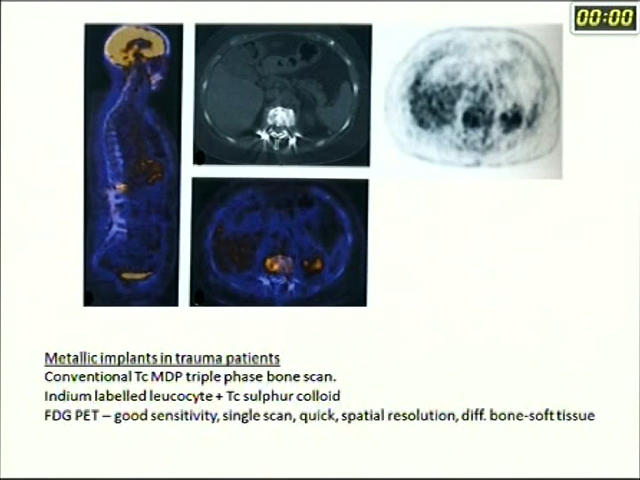 00:00
Metallic implants in trauma patients
Conventional Tc MDP triple phase bone scan.
Indium labelled leucocyte + Tc sulphur colloid
FDG PET – good sensitivity, single scan, quick, spatial resolution, diff. bone-soft tissue